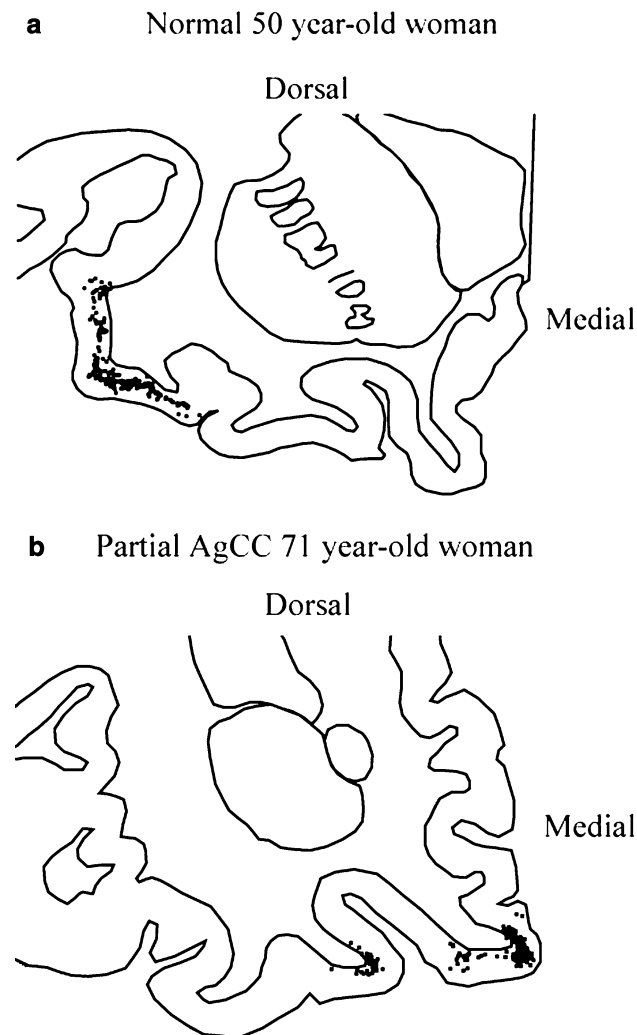 a Normal 50 year-old woman
Dorsal
Medial
b Partial AgCC 71 year-old woman
Dorsal
Medial